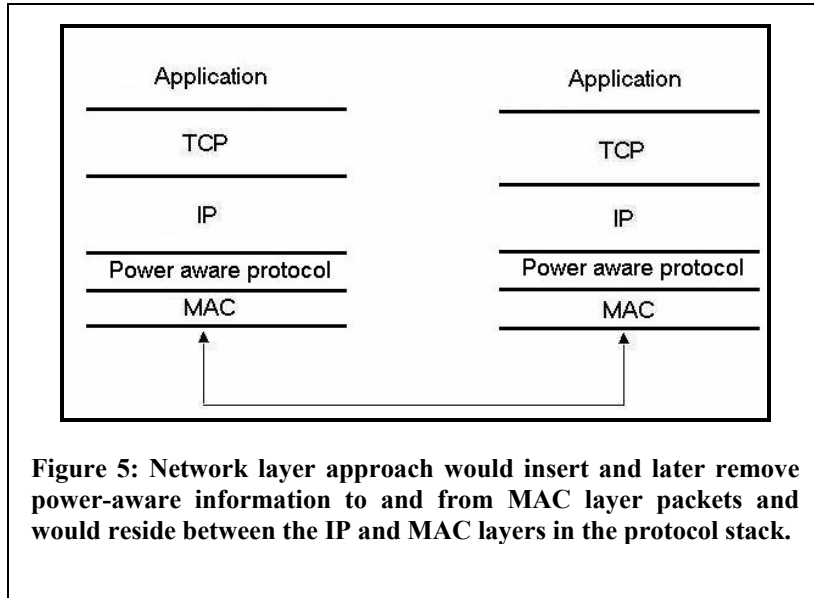 Application
TCP
IP
Power aware protocol
MAC
Application
TCP
IP
Power aware protocol
MAC
Figure 5: Network layer approach would insert and later remove
power-aware information to and from MAC layer packets and
would reside between the IP and MAC layers in the protocol stack.